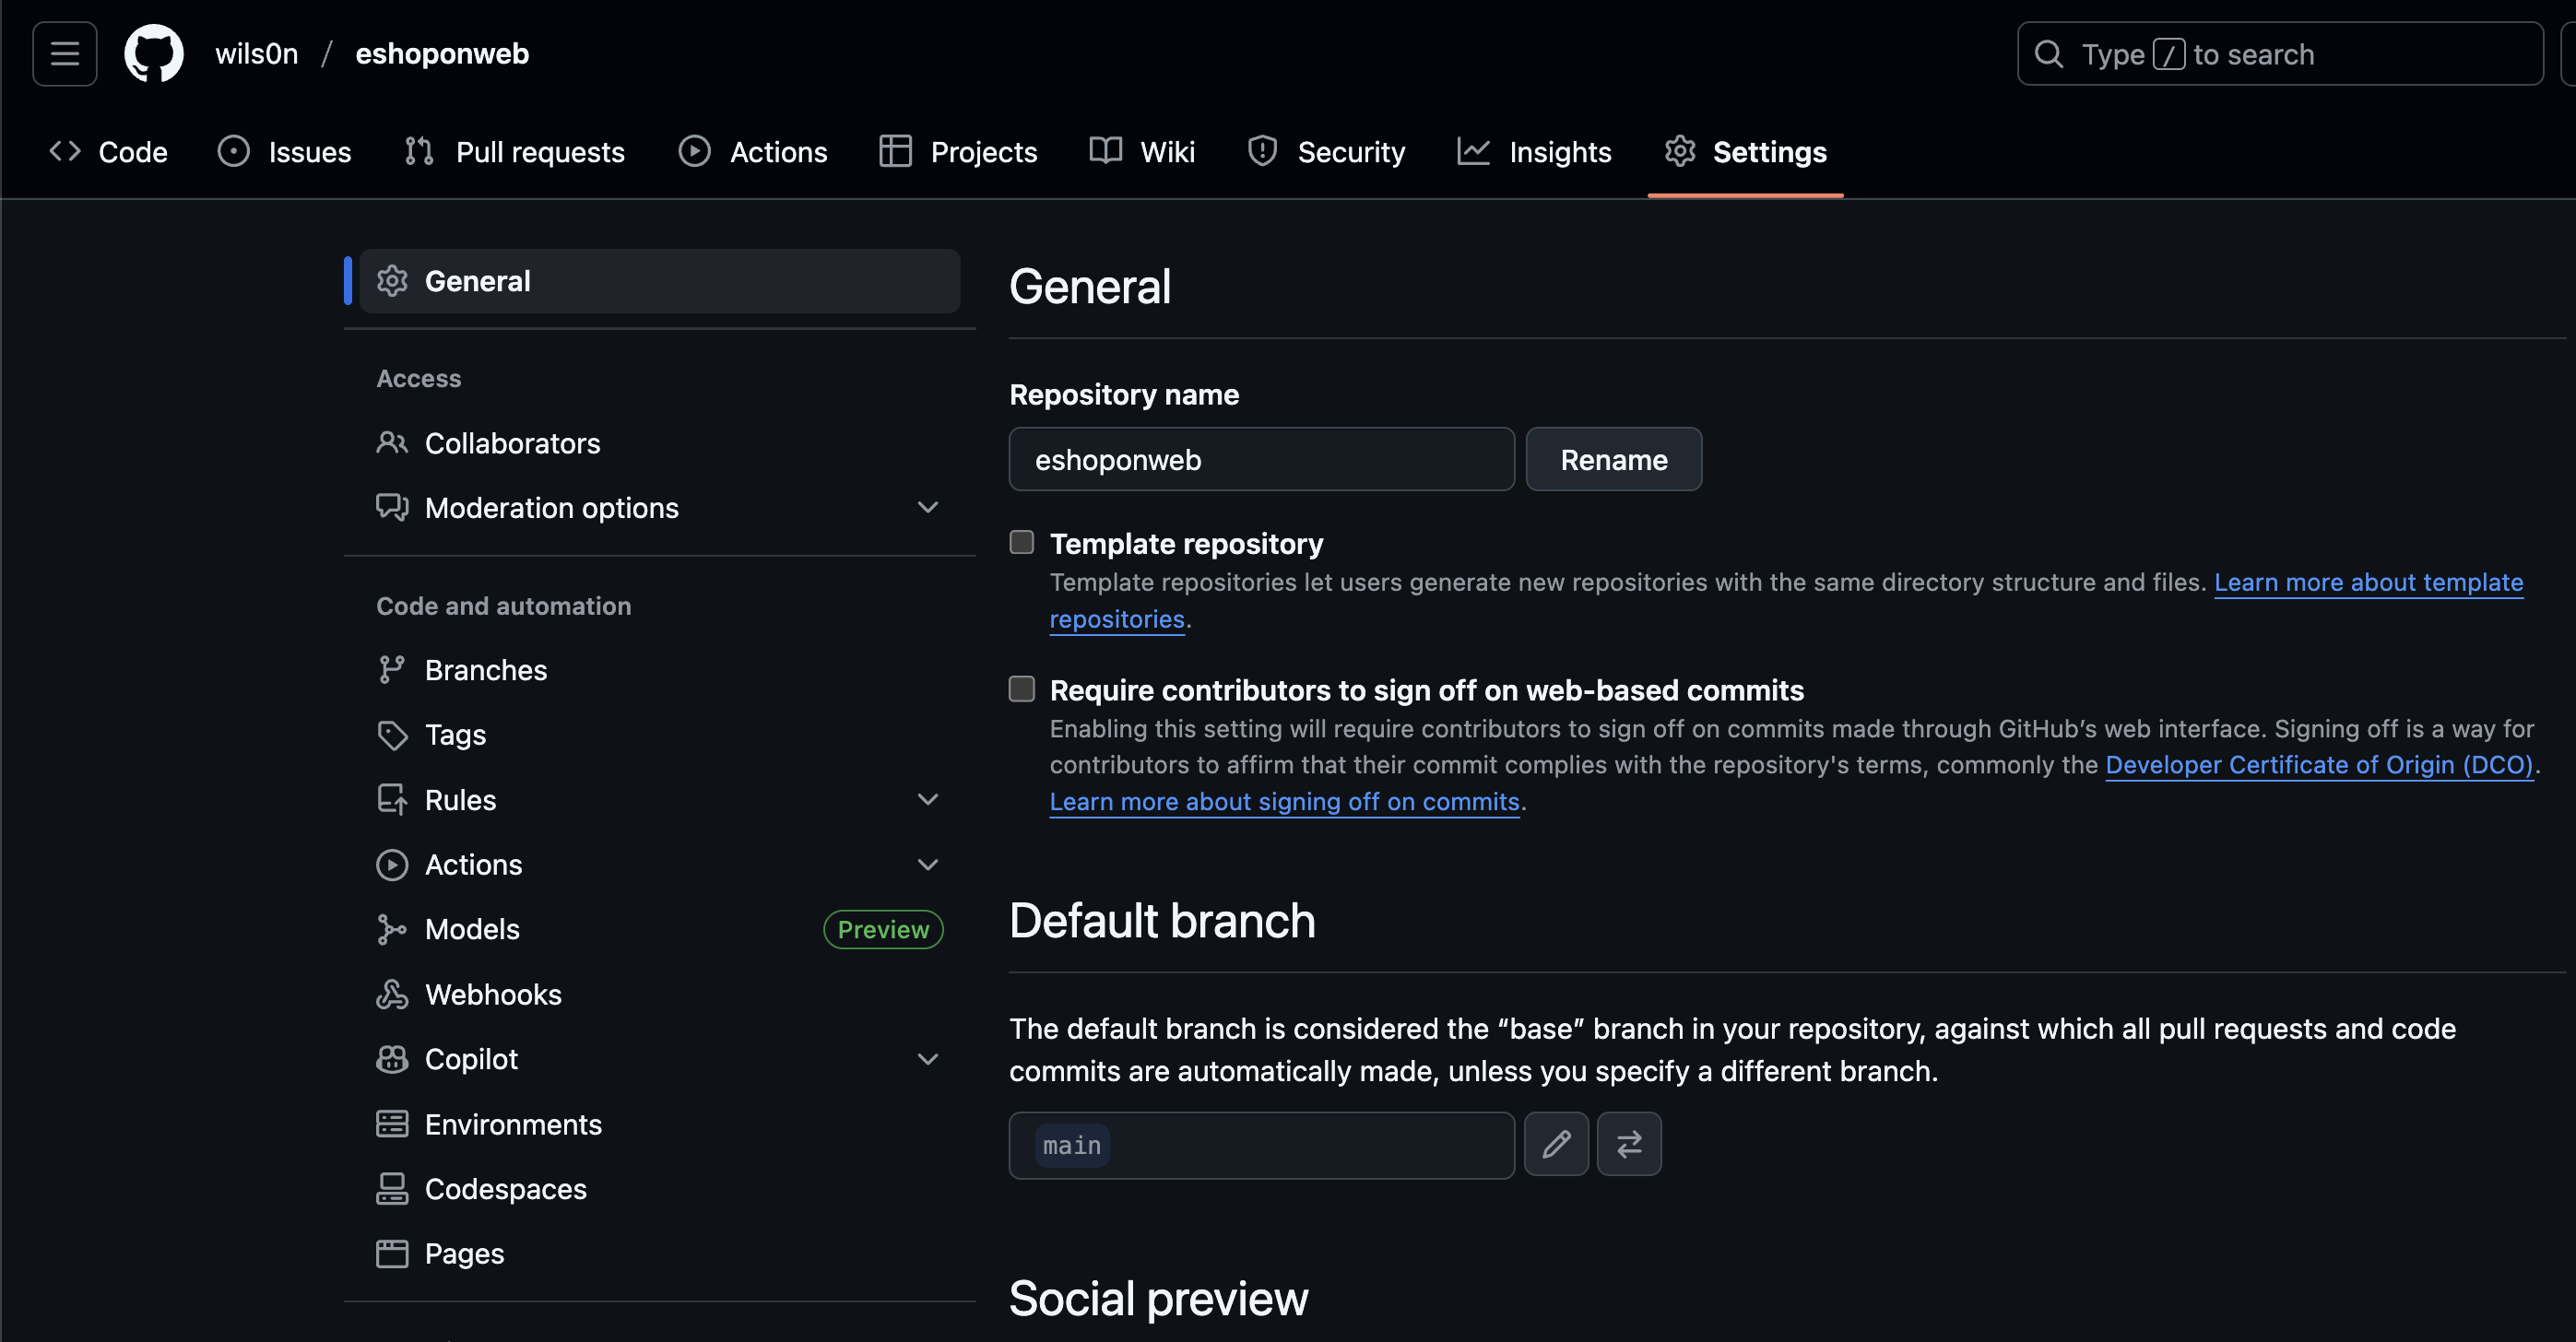 wils0n / eshoponweb
Type / to search
Code Issues Pull requests Actions Projects Wiki Security Insights Settings
General
Access
Collaborators
Moderation options
Code and automation
Branches
Tags
Rules
Actions
Models Preview
Webhooks
Copilot
Environments
Codespaces
Pages
General
Repository name
eshoponweb Rename
Template repository
Template repositories let users generate new repositories with the same directory structure and files. Learn more about template
repositories.
Require contributors to sign off on web-based commits
Enabling this setting will require contributors to sign off on commits made through GitHub’s web interface. Signing off is a way for
contributors to affirm that their commit complies with the repository's terms, commonly the Developer Certificate of Origin (DCO).
Learn more about signing off on commits.
Default branch
The default branch is considered the “base” branch in your repository, against which all pull requests and code
commits are automatically made, unless you specify a different branch.
main
Social preview